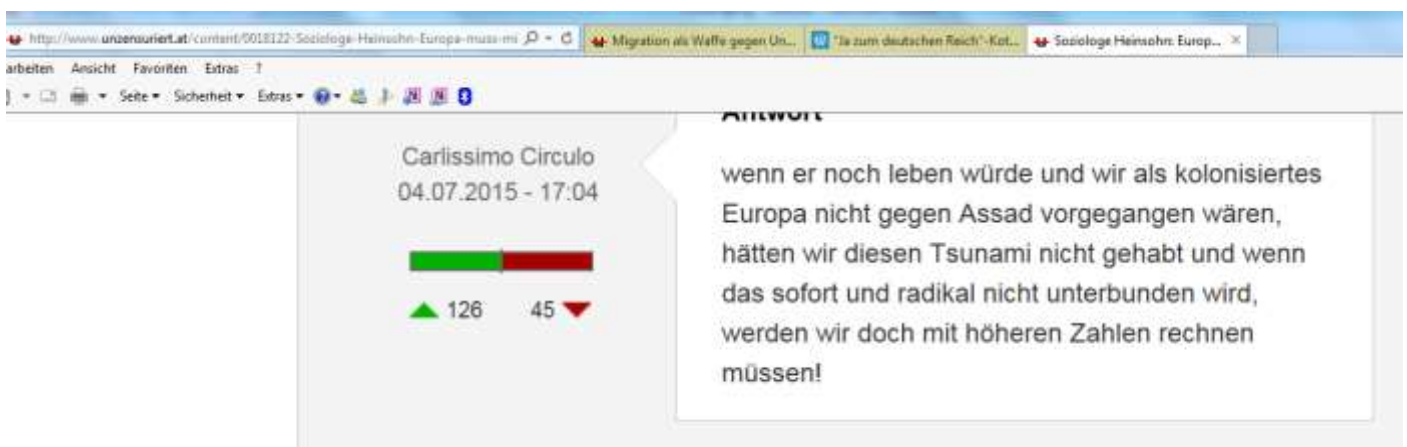 http://www.unzensuriert.at/content/0018122-Soziologe-Heinsohn-Europa-muss-mi
Migration als Waffe gegen Un...
"Ja zum deutschen Reich"-Kot...
Soziologe Heinsohn: Europ...
arbeiten Ansicht Favoriten Extras ?
Seite Sicherheit Extras
Antwort
Carlissimo Circulo
04.07.2015 - 17:04
126 45
wenn er noch leben würde und wir als kolonisiertes
Europa nicht gegen Assad vorgegangen wären,
hätten wir diesen Tsunami nicht gehabt und wenn
das sofort und radikal nicht unterbunden wird,
werden wir doch mit höheren Zahlen rechnen
müssen!